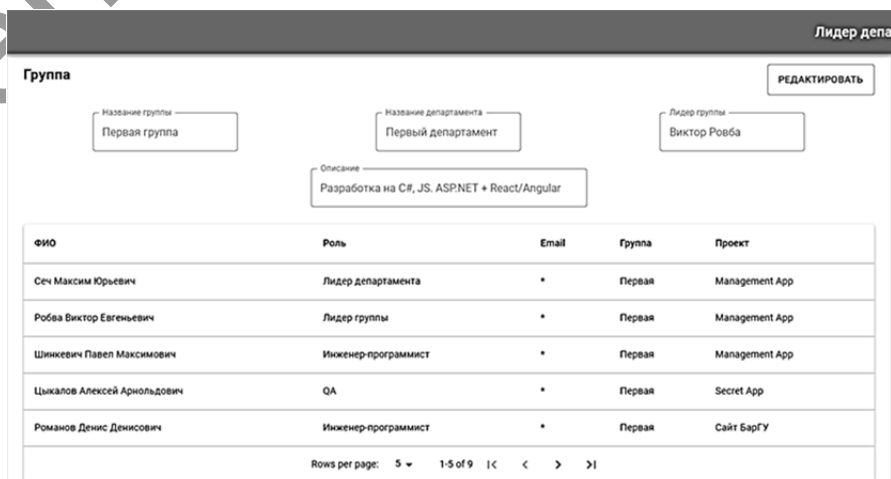 Лидер депа
Группа
РЕДАКТИРОВАТЬ
Название группы Название департамента Лидер группы
Первая группа Первый департамент Виктор Ровба
Описание
Разработка на C#, JS. ASP.NET + React/Angular
ФИО Роль Email Группа Проект
Сеч Максим Юрьевич Лидер департамента * Первая Management App
Робва Виктор Евгеньевич Лидер группы * Первая Management App
Шинкевич Павел Максимович Инженер-программист * Первая Management App
Цыкалов Алексей Арнольдович QA * Первая Secret App
Романов Денис Денисович Инженер-программист * Первая Сайт БарГУ
Rows per page: 5 1-5 of 9